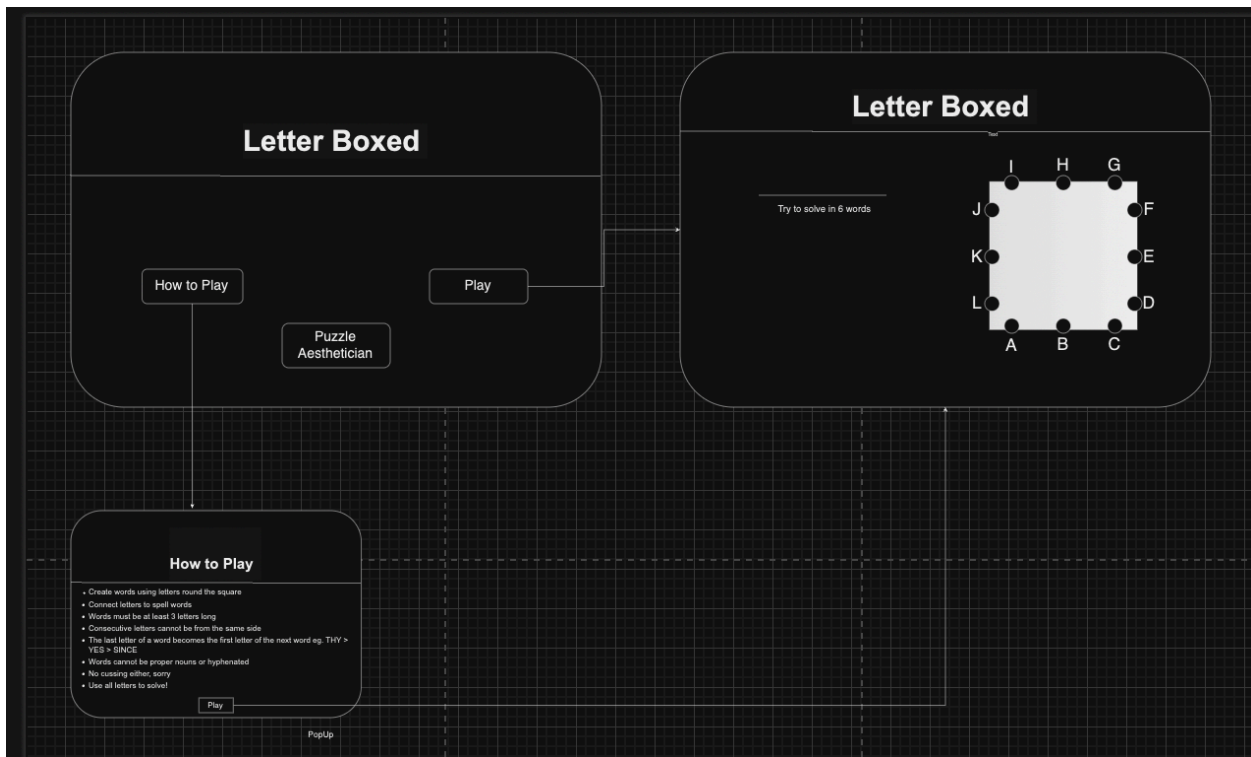 Letter Boxed
How to Play
Play
Puzzle
Aesthetician
Letter Boxed
Try to solve in 6 words
I H G
J F
K E
L D
A B C
How to Play
• Create words using letters round the square
• Connect letters to spell words
• Words must be at least 3 letters long
• Consecutive letters cannot be from the same side
• The last letter of a word becomes the first letter of the next word eg. THY >
YES > SINCE
• Words cannot be proper nouns or hyphenated
• No cussing either, sorry
• Use all letters to solve!
Play
PopUp